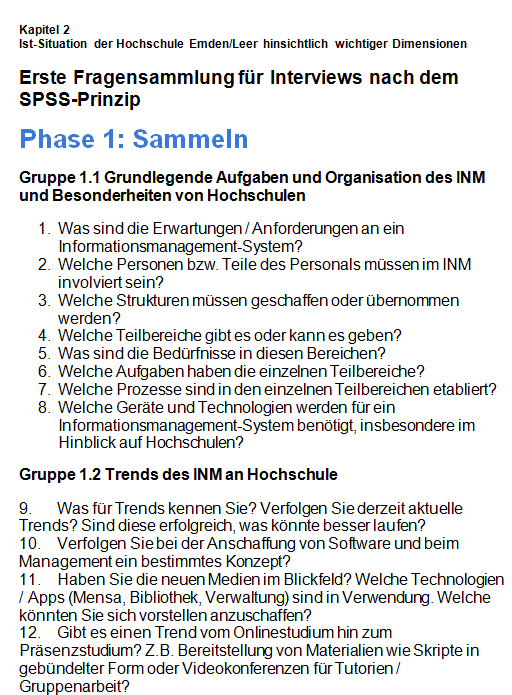 Kapitel 2
Ist-Situation der Hochschule Emden/Leer hinsichtlich wichtiger Dimensionen
Erste Fragensammlung für Interviews nach dem
SPSS-Prinzip
Phase 1: Sammeln
Gruppe 1.1 Grundlegende Aufgaben und Organisation des INM
und Besonderheiten von Hochschulen
1. Was sind die Erwartungen / Anforderungen an ein
Informationsmanagement-System?
2. Welche Personen bzw. Teile des Personals müssen im INM
involviert sein?
3. Welche Strukturen müssen geschaffen oder übernommen
werden?
4. Welche Teilbereiche gibt es oder kann es geben?
5. Was sind die Bedürfnisse in diesen Bereichen?
6. Welche Aufgaben haben die einzelnen Teilbereiche?
7. Welche Prozesse sind in den einzelnen Teilbereichen etabliert?
8. Welche Geräte und Technologien werden für ein
Informationsmanagement-System benötigt, insbesondere im
Hinblick auf Hochschulen?
Gruppe 1.2 Trends des INM an Hochschule
9. Was für Trends kennen Sie? Verfolgen Sie derzeit aktuelle
Trends? Sind diese erfolgreich, was könnte besser laufen?
10. Verfolgen Sie bei der Anschaffung von Software und beim
Management ein bestimmtes Konzept?
11. Haben Sie die neuen Medien im Blickfeld? Welche Technologien
/ Apps (Mensa, Bibliothek, Verwaltung) sind in Verwendung. Welche
könnten Sie sich vorstellen anzuschaffen?
12. Gibt es einen Trend vom Onlinestudium hin zum
Präsenzstudium? Z.B. Bereitstellung von Materialien wie Skripte in
gebündelter Form oder Videokonferenzen für Tutorien /
Gruppenarbeit?